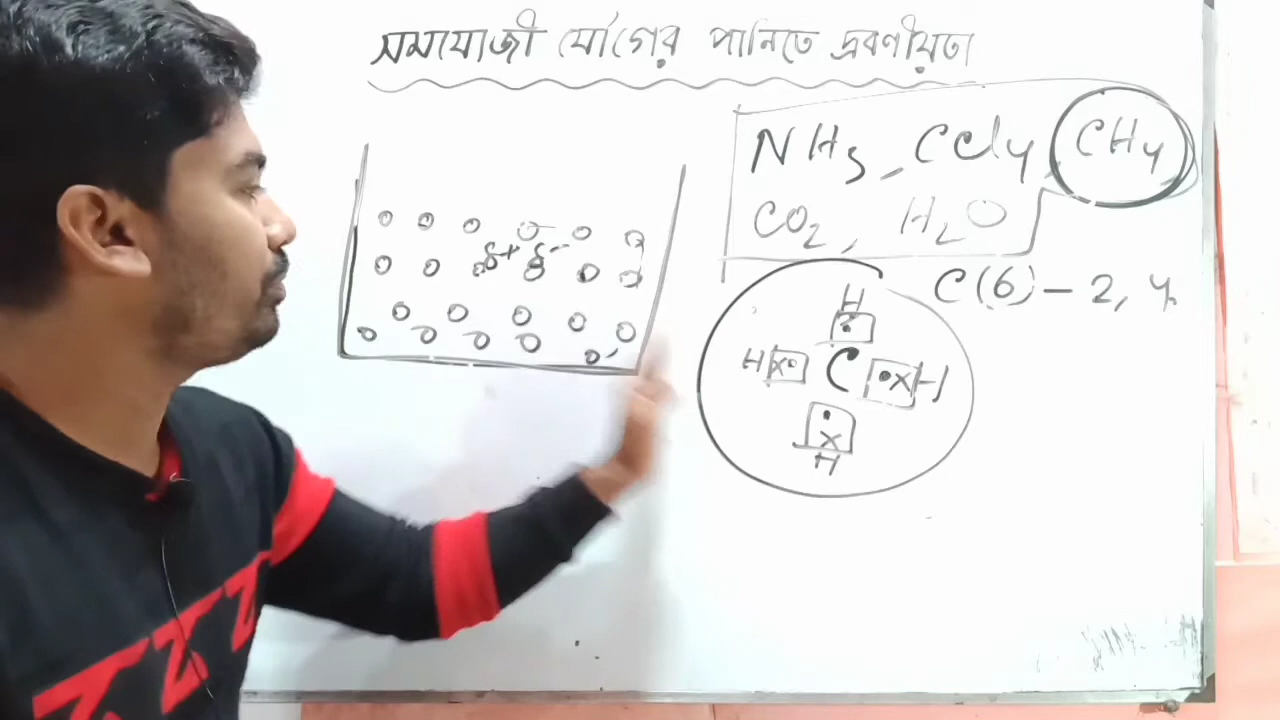 সমযোজী যৌগের পানিতে দ্রবণীয়তা
NH3, CCl4 CH4
CO2, H2O
δ+ δ-
C(6) - 2, 4
H
H x C x H
x
H